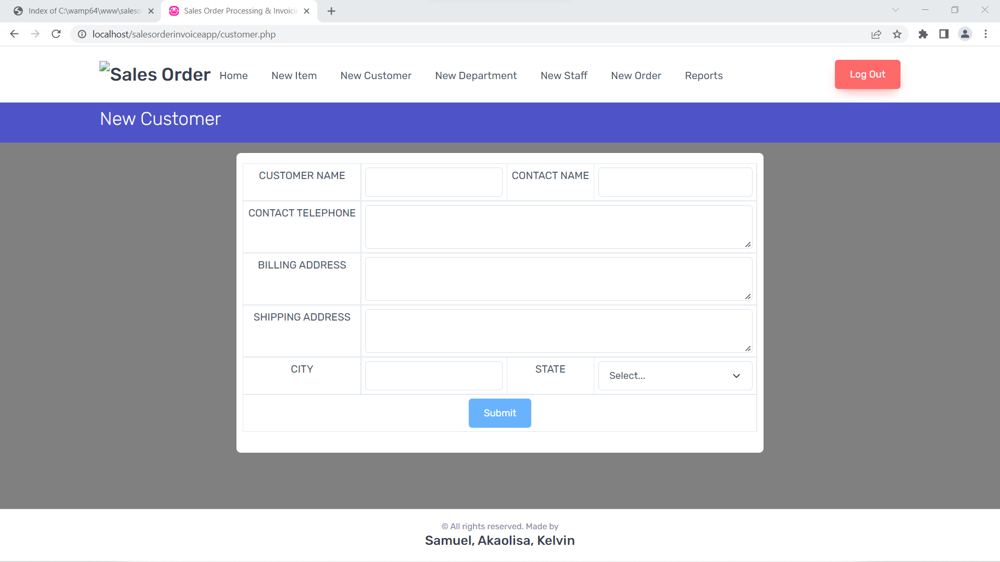 Index of C:\wamp64\www\saleso
Sales Order Processing & Invoicin
localhost/salesorderinvoiceapp/customer.php
Sales Order Home New Item New Customer New Department New Staff New Order Reports Log Out
New Customer
CUSTOMER NAME CONTACT NAME
CONTACT TELEPHONE
BILLING ADDRESS
SHIPPING ADDRESS
CITY STATE Select...
Submit
© All rights reserved. Made by
Samuel, Akaolisa, Kelvin